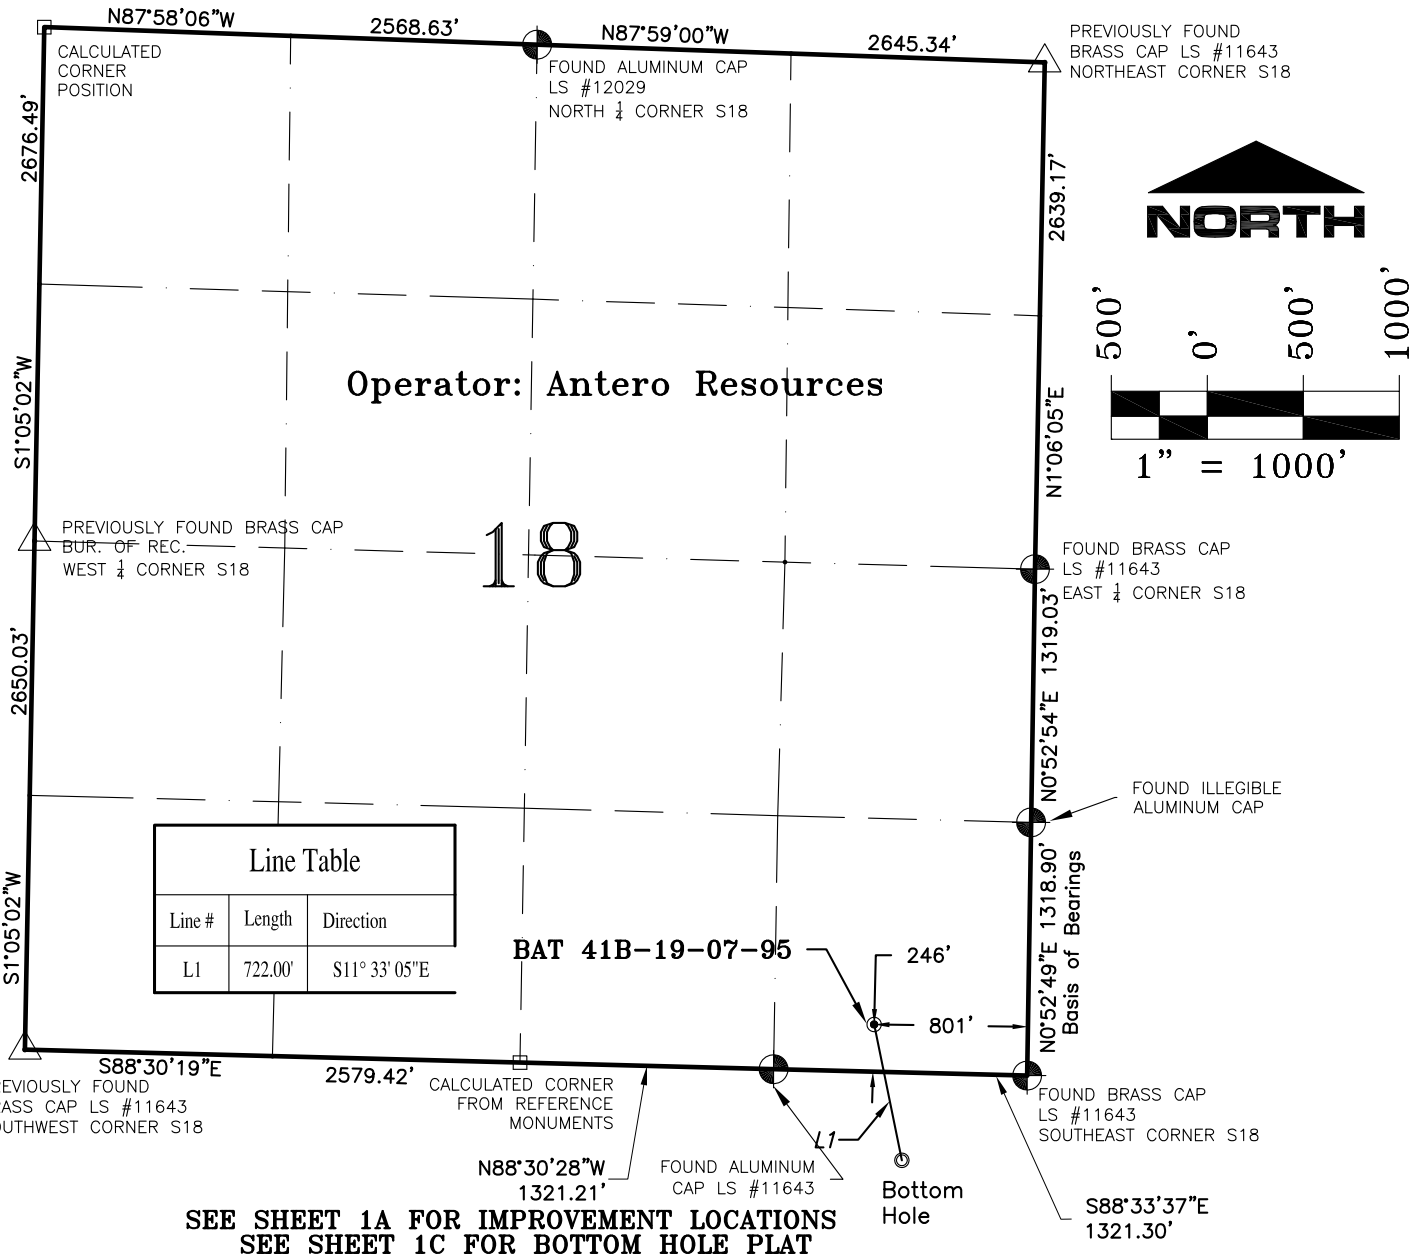 N87°58'06"W
2568.63'
N87°59'00"W
2645.34'
CALCULATED
CORNER
POSITION
FOUND ALUMINUM CAP
LS #12029
NORTH 1/4 CORNER S18
PREVIOUSLY FOUND
BRASS CAP LS #11643
NORTHEAST CORNER S18
2676.49'
2639.17'
NORTH
500'
0'
500'
1000'
1" = 1000'
Operator: Antero Resources
S1°05'02"W
N1°06'05"E
18
PREVIOUSLY FOUND BRASS CAP
BUR. OF REC.
WEST 1/4 CORNER S18
FOUND BRASS CAP
LS #11643
EAST 1/4 CORNER S18
2650.03'
N0°52'54"E 1319.03'
FOUND ILLEGIBLE
ALUMINUM CAP
Line Table
Line # Length Direction
L1 722.00' S11° 33' 05"E
S1°05'02"W
BAT 41B-19-07-95
246'
801'
N0°52'49"E 1318.90'
Basis of Bearings
S88°30'19"E
2579.42'
EVIOUSLY FOUND
ASS CAP LS #11643
UTHWEST CORNER S18
CALCULATED CORNER
FROM REFERENCE
MONUMENTS
N88°30'28"W
1321.21'
FOUND ALUMINUM
CAP LS #11643
L1
Bottom
Hole
FOUND BRASS CAP
LS #11643
SOUTHEAST CORNER S18
S88°33'37"E
1321.30'
SEE SHEET 1A FOR IMPROVEMENT LOCATIONS
SEE SHEET 1C FOR BOTTOM HOLE PLAT